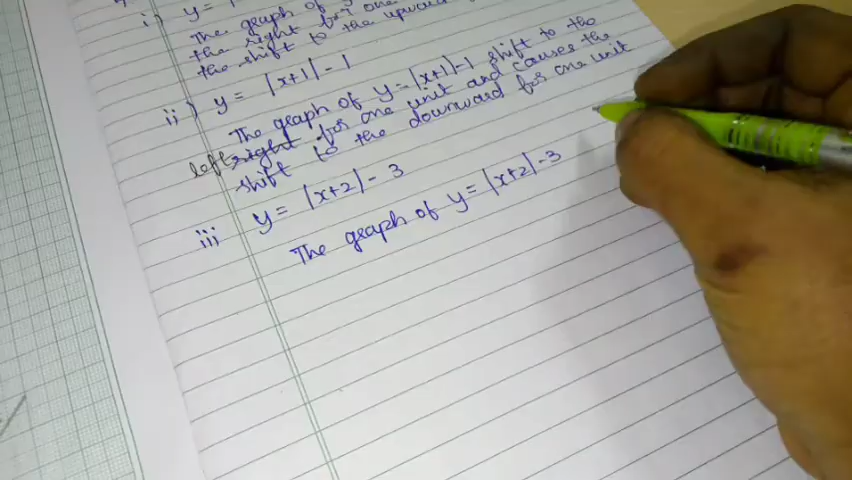 i) y =
The graph of
the right for one
the shift to the upward
ii) y = |x+1| - 1
The graph of y = |x+1| - 1 shift to the
left right for one unit and causes the
shift to the downward for one unit
iii y = |x+2| - 3
The graph of y = |x+2| - 3